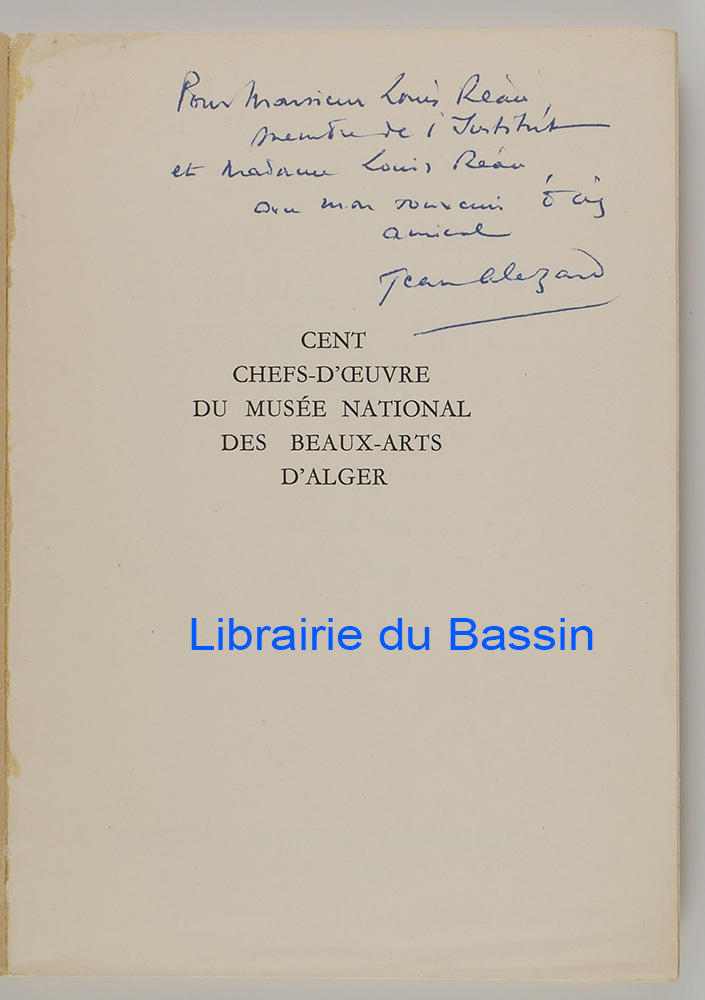 Pour Monsieur Louis Réau,
membre de l'Institut
et Madame Louis Réau,
avec mon souvenir très
amical
Jean Alazard
CENT
CHEFS-D'ŒUVRE
DU MUSÉE NATIONAL
DES BEAUX-ARTS
D'ALGER
Librairie du Bassin